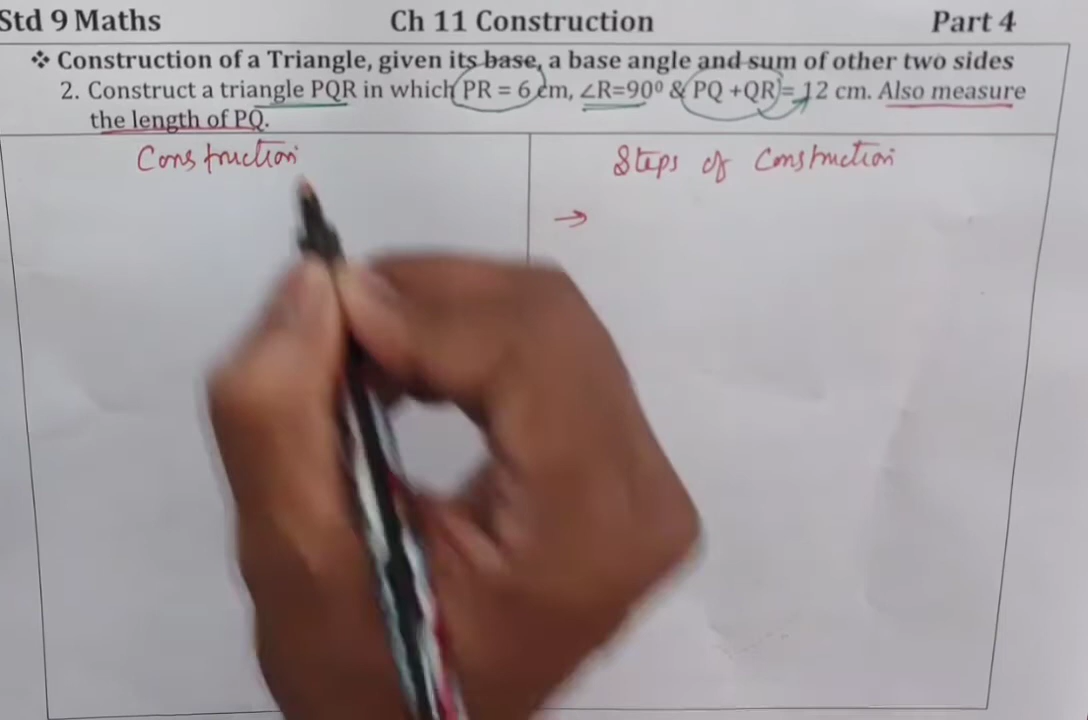 Std 9 Maths Ch 11 Construction Part 4
❖ Construction of a Triangle, given its base, a base angle and sum of other two sides
2. Construct a triangle PQR in which PR = 6 cm, ∠R=90⁰ & PQ +QR = 12 cm. Also measure
the length of PQ.
Construction Steps of Construction
→